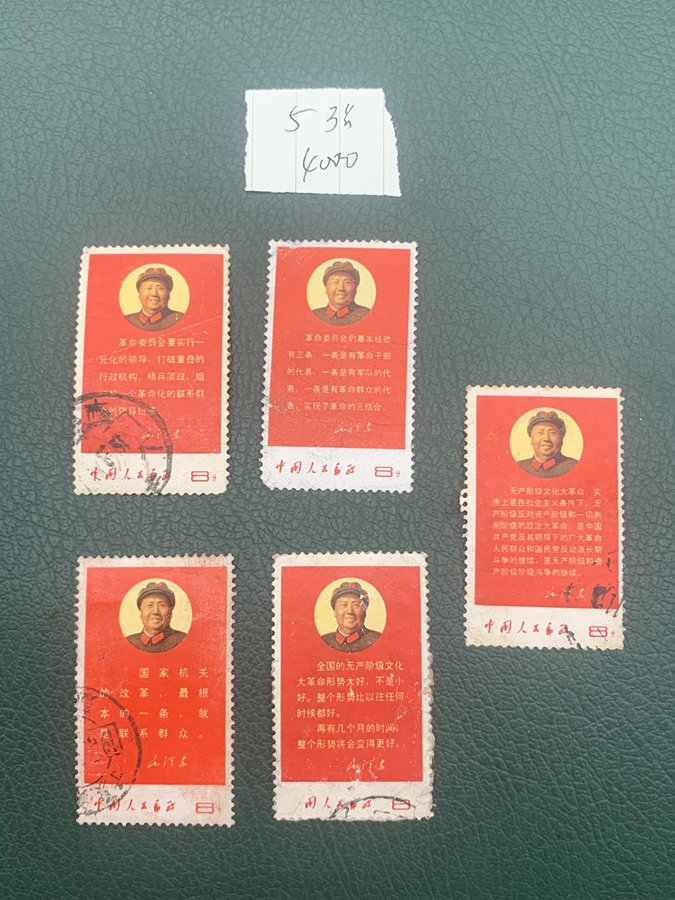 5 张
4000
革命委员会要实行一
元化的领导,打破重叠的
行政机构,精兵简政,组
一个革命化的联系群
的领导班子
毛泽东
中国人民邮政 8分
革命委员会的基本经验
有三条,一条是有革命干部
的代表,一条是有军队的代
表,一条是有革命群众的代
表,实现了革命的三结合。
毛泽东
中国人民邮政 8分
无产阶级文化大革命,实
质上是在社会主义条件下,无
产阶级反对资产阶级和一切剥
削阶级的政治大革命,是中国
共产党及其领导下的广大革命
人民群众和国民党反动派长期
斗争的继续,是无产阶级和资
产阶级阶级斗争的继续。
毛泽东
中国人民邮政 8分
国家机关
的改革,最根
本的一条,就
是联系群众。
毛泽东
中国人民邮政 8分
全国的无产阶级文化
大革命形势大好,不是小
好。整个形势比以往任何
时候都好。
再有几个月的时间,
整个形势将会变得更好。
毛泽东
国人民邮政 8分